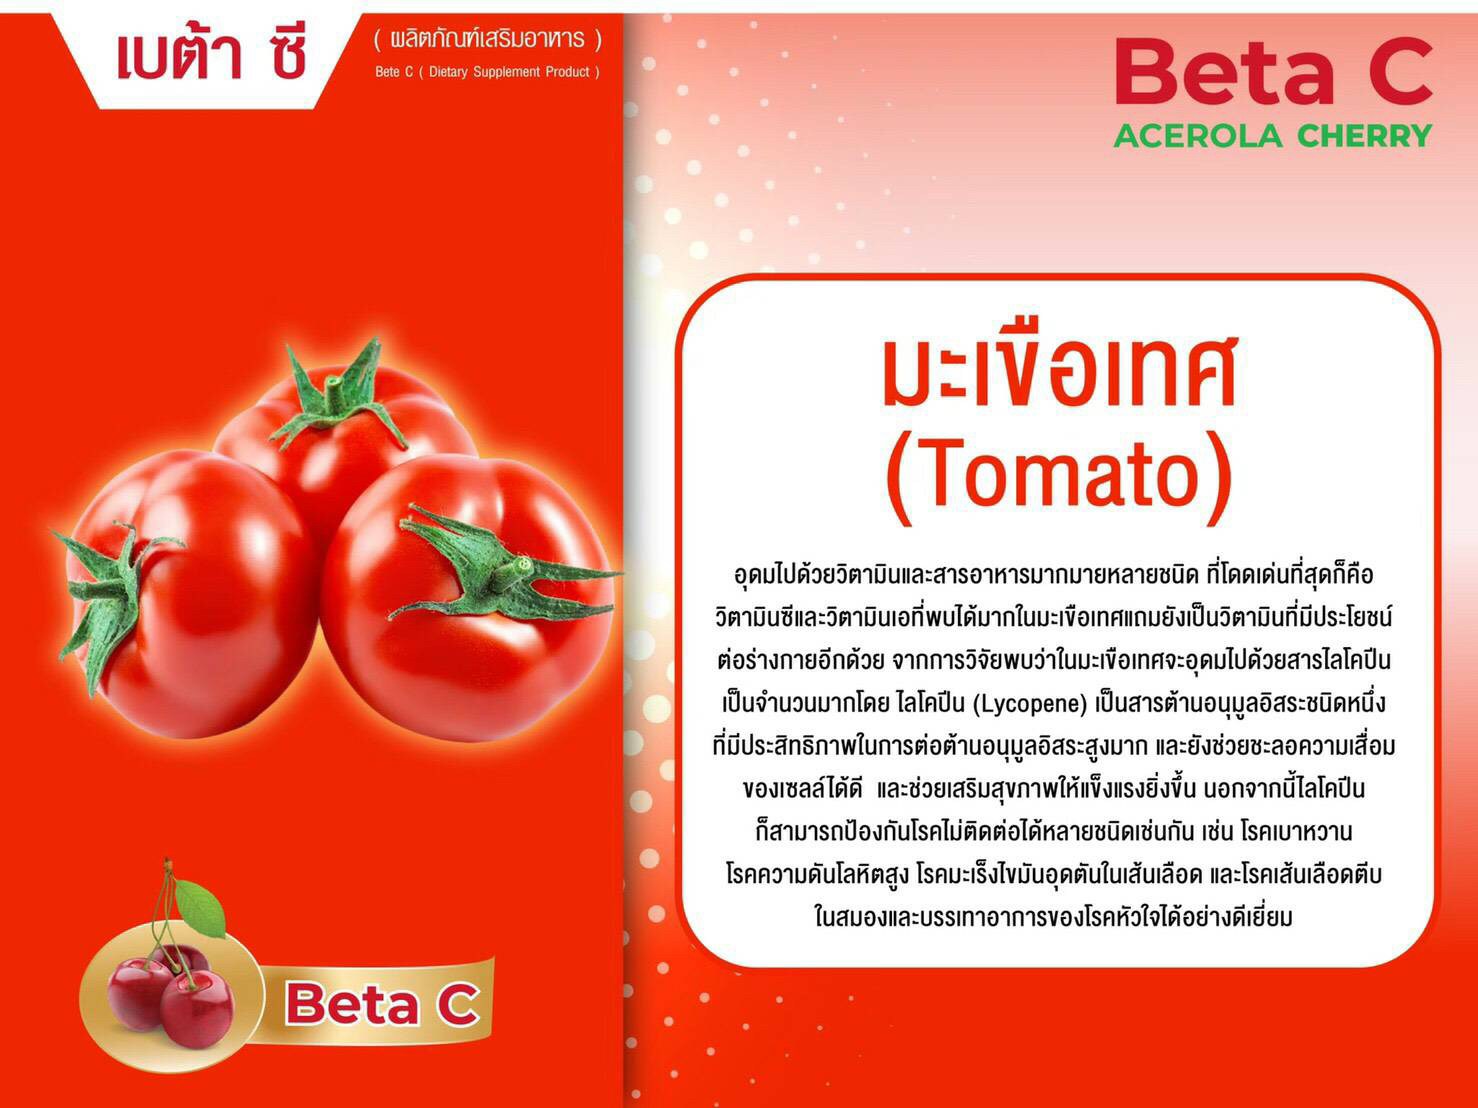 เบต้า ซี
( ผลิตภัณฑ์เสริมอาหาร )
Bete C ( Dietary Supplement Product )
Beta C
ACEROLA CHERRY
มะเขือเทศ
(Tomato)
อุดมไปด้วยวิตามินและสารอาหารมากมายหลายชนิด ที่โดดเด่นที่สุดก็คือ
วิตามินซีและวิตามินเอที่พบได้มากในมะเขือเทศแถมยังเป็นวิตามินที่มีประโยชน์
ต่อร่างกายอีกด้วย จากการวิจัยพบว่าในมะเขือเทศจะอุดมไปด้วยสารไลโคปีน
เป็นจำนวนมากโดย ไลโคปีน (Lycopene) เป็นสารต้านอนุมูลอิสระชนิดหนึ่ง
ที่มีประสิทธิภาพในการต่อต้านอนุมูลอิสระสูงมาก และยังช่วยชะลอความเสื่อม
ของเซลล์ได้ดี และช่วยเสริมสุขภาพให้แข็งแรงยิ่งขึ้น นอกจากนี้ไลโคปีน
ก็สามารถป้องกันโรคไม่ติดต่อได้หลายชนิดเช่นกัน เช่น โรคเบาหวาน
โรคความดันโลหิตสูง โรคมะเร็งไขมันอุดตันในเส้นเลือด และโรคเส้นเลือดตีบ
ในสมองและบรรเทาอาการของโรคหัวใจได้อย่างดีเยี่ยม
Beta C